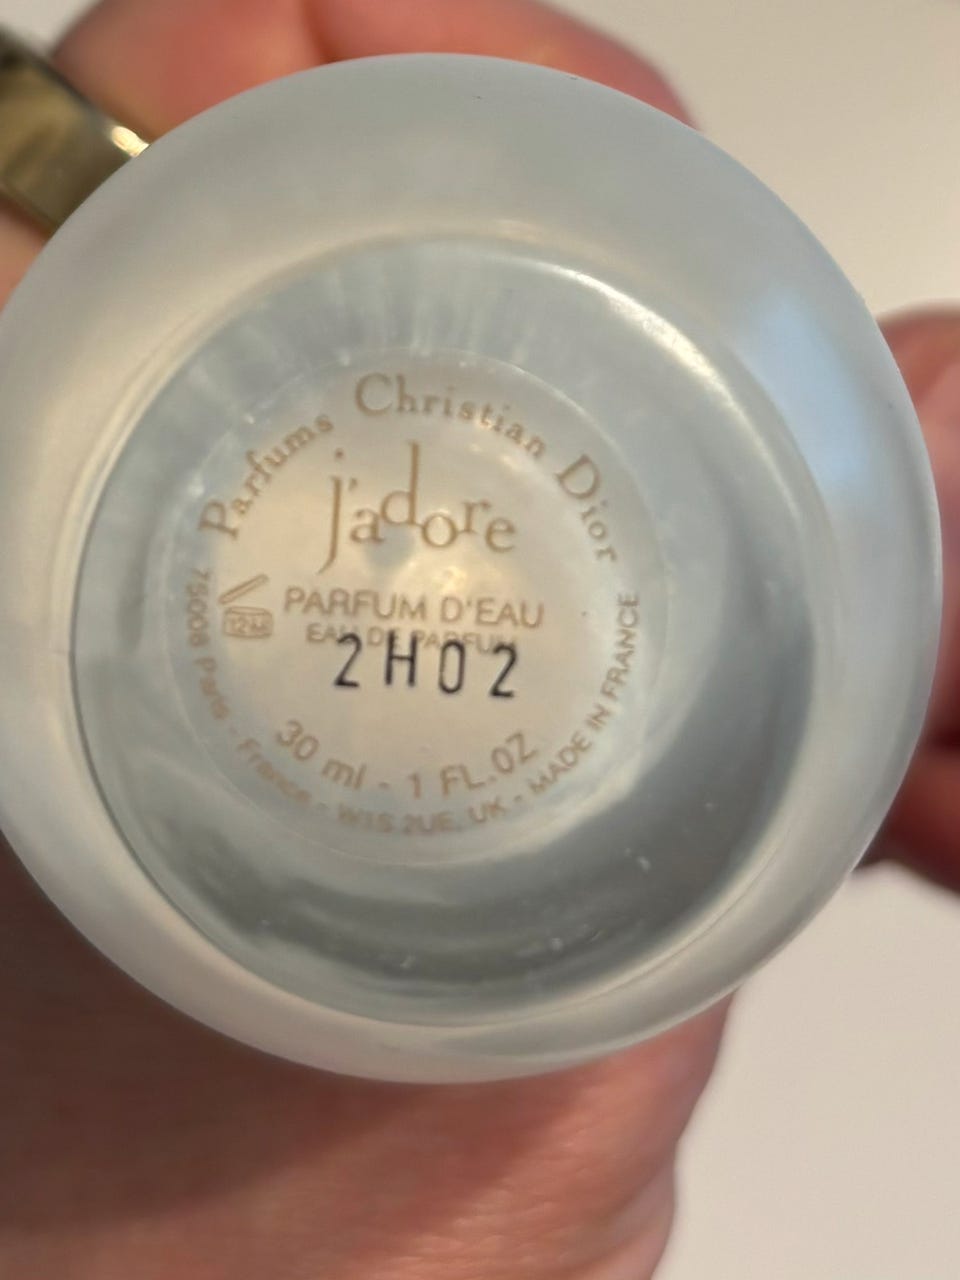 Parfums Christian Dior
j'adore
PARFUM D'EAU
EAU DE PARFUM
2H02
12M
30 ml - 1 FL.OZ
75008 Paris - France - W1S 2UE, UK - MADE IN FRANCE